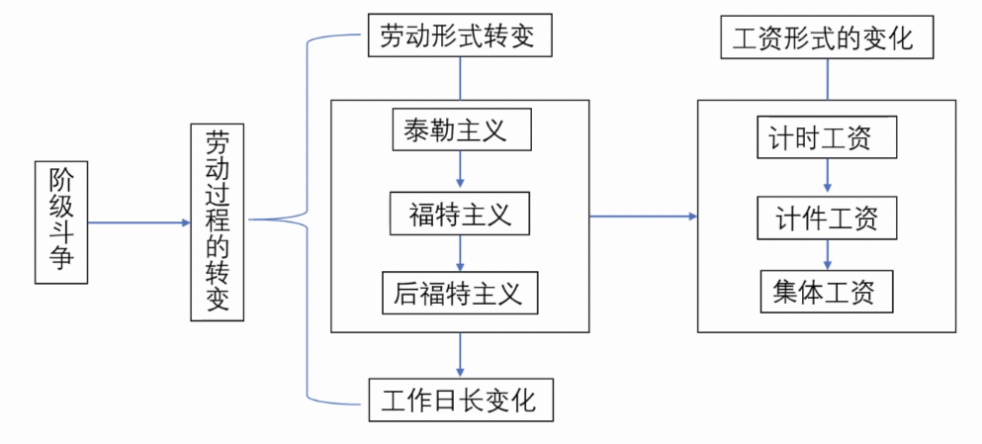 阶级斗争
劳动过程的转变
劳动形式转变
泰勒主义
福特主义
后福特主义
工作日长变化
工资形式的变化
计时工资
计件工资
集体工资